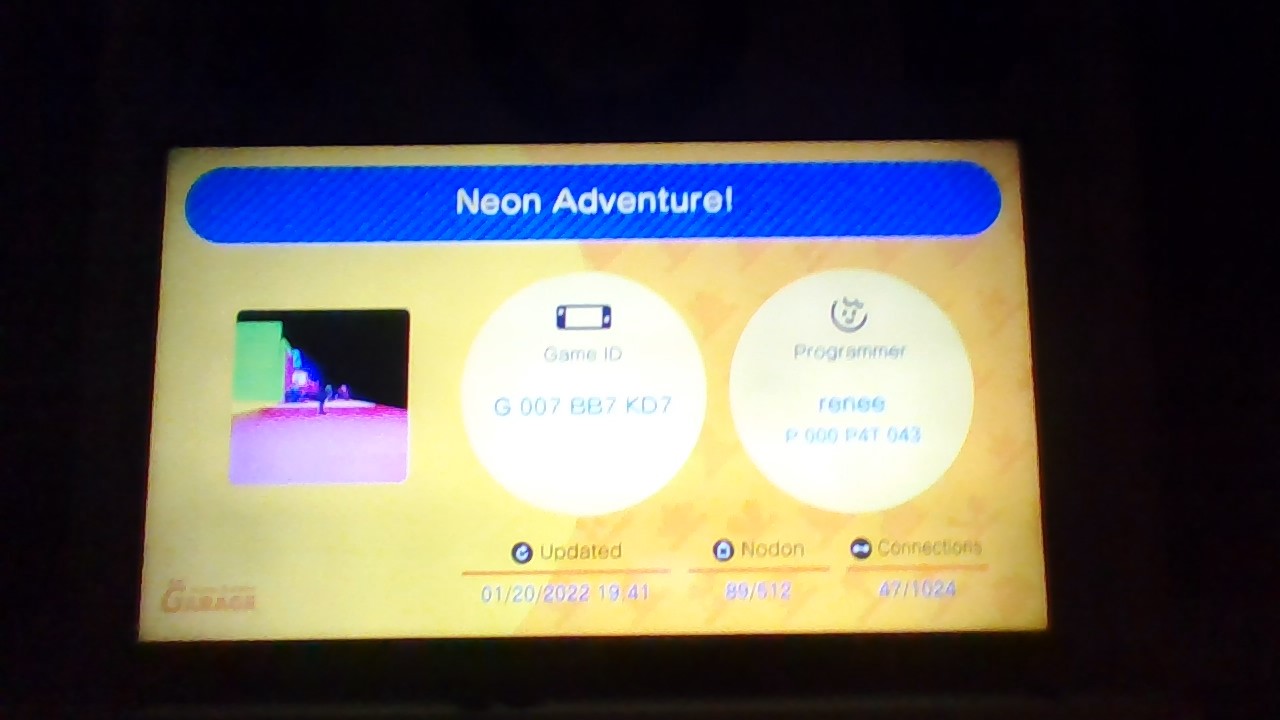 Neon Adventure!
Game ID
G 007 BB7 KD7
Programmer
renee
P 000 P4T 043
Updated
01/20/2022 19:41
Nodon
89/512
Connections
47/1024
GARAGE